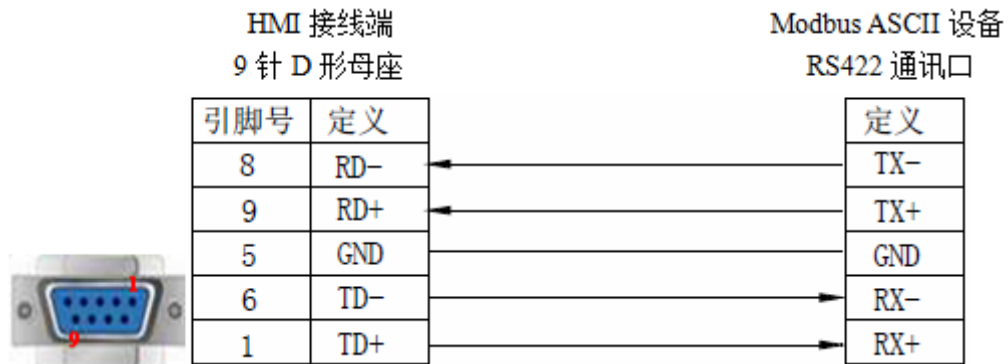 HMI 接线端 Modbus ASCII 设备
9 针 D 形母座 RS422 通讯口
引脚号 定义 定义
8 RD- TX-
9 RD+ TX+
5 GND GND
1
6 TD- RX-
9
1 TD+ RX+